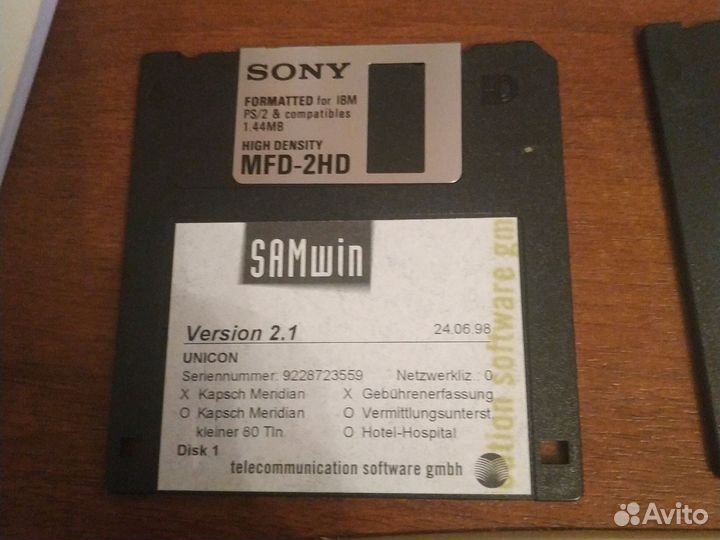 SONY
FORMATTED for IBM
PS/2 & compatibles
1.44MB
HIGH DENSITY
MFD-2HD
HD
SAMwin
Version 2.1 24.06.98
UNICON
Seriennummer: 9228723559 Netzwerkliz.: 0
X Kapsch Meridian X Gebührenerfassung
O Kapsch Meridian O Vermittlungsunterst.
kleiner 60 Tln. O Hotel-Hospital
Disk 1
telecommunication software gmbh
software gm
Avito